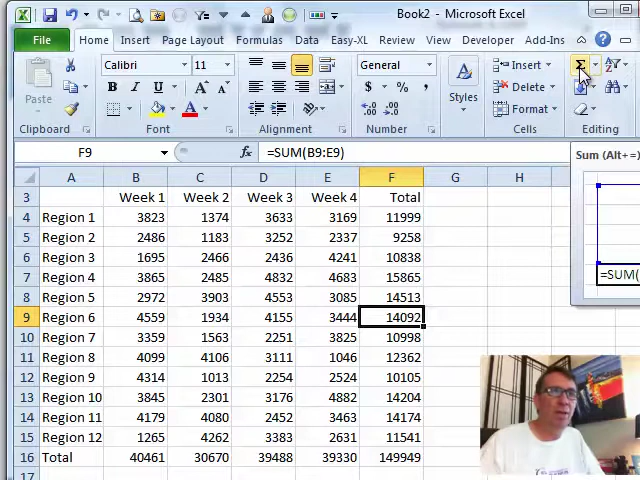 Book2 - Microsoft Excel
File Home Insert Page Layout Formulas Data Review View Easy-XL Developer Add-Ins
Calibri 11 General Insert
Paste B I U $ % , Styles Delete
Format
Clipboard Font Alignment Number Cells Editing
F9 fx =SUM(B9:E9)
Sum (Alt+=)
=SUM(
A B C D E F G H
3 Week 1 Week 2 Week 3 Week 4 Total
4 Region 1 3823 1374 3633 3169 11999
5 Region 2 2486 1183 3252 2337 9258
6 Region 3 1695 2466 2436 4241 10838
7 Region 4 3865 2485 4832 4683 15865
8 Region 5 2972 3903 4553 3085 14513
9 Region 6 4559 1934 4155 3444 14092
10 Region 7 3359 1563 2251 3825 10998
11 Region 8 4099 4106 3111 1046 12362
12 Region 9 4314 1013 2254 2524 10105
13 Region 10 3845 2301 3176 4882 14204
14 Region 11 4179 4080 2452 3463 14174
15 Region 12 1265 4262 3383 2631 11541
16 Total 40461 30670 39488 39330 149949
17